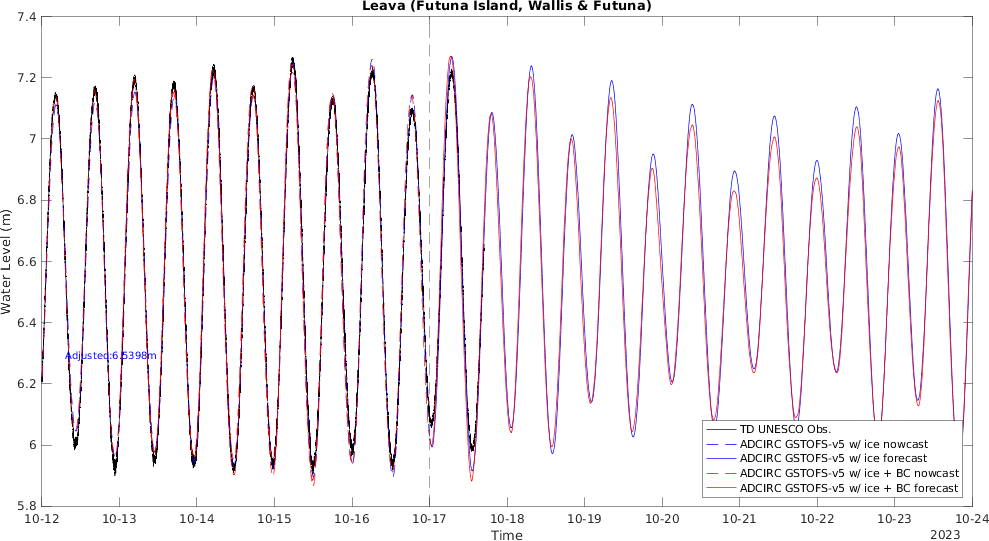 Leava (Futuna Island, Wallis & Futuna)
7.4
7.2
7
6.8
6.6
6.4
6.2
6
5.8
Water Level (m)
Adjusted:6.5398m
TD UNESCO Obs.
ADCIRC GSTOFS-v5 w/ ice nowcast
ADCIRC GSTOFS-v5 w/ ice forecast
ADCIRC GSTOFS-v5 w/ ice + BC nowcast
ADCIRC GSTOFS-v5 w/ ice + BC forecast
10-12 10-13 10-14 10-15 10-16 10-17 10-18 10-19 10-20 10-21 10-22 10-23 10-24
Time
2023